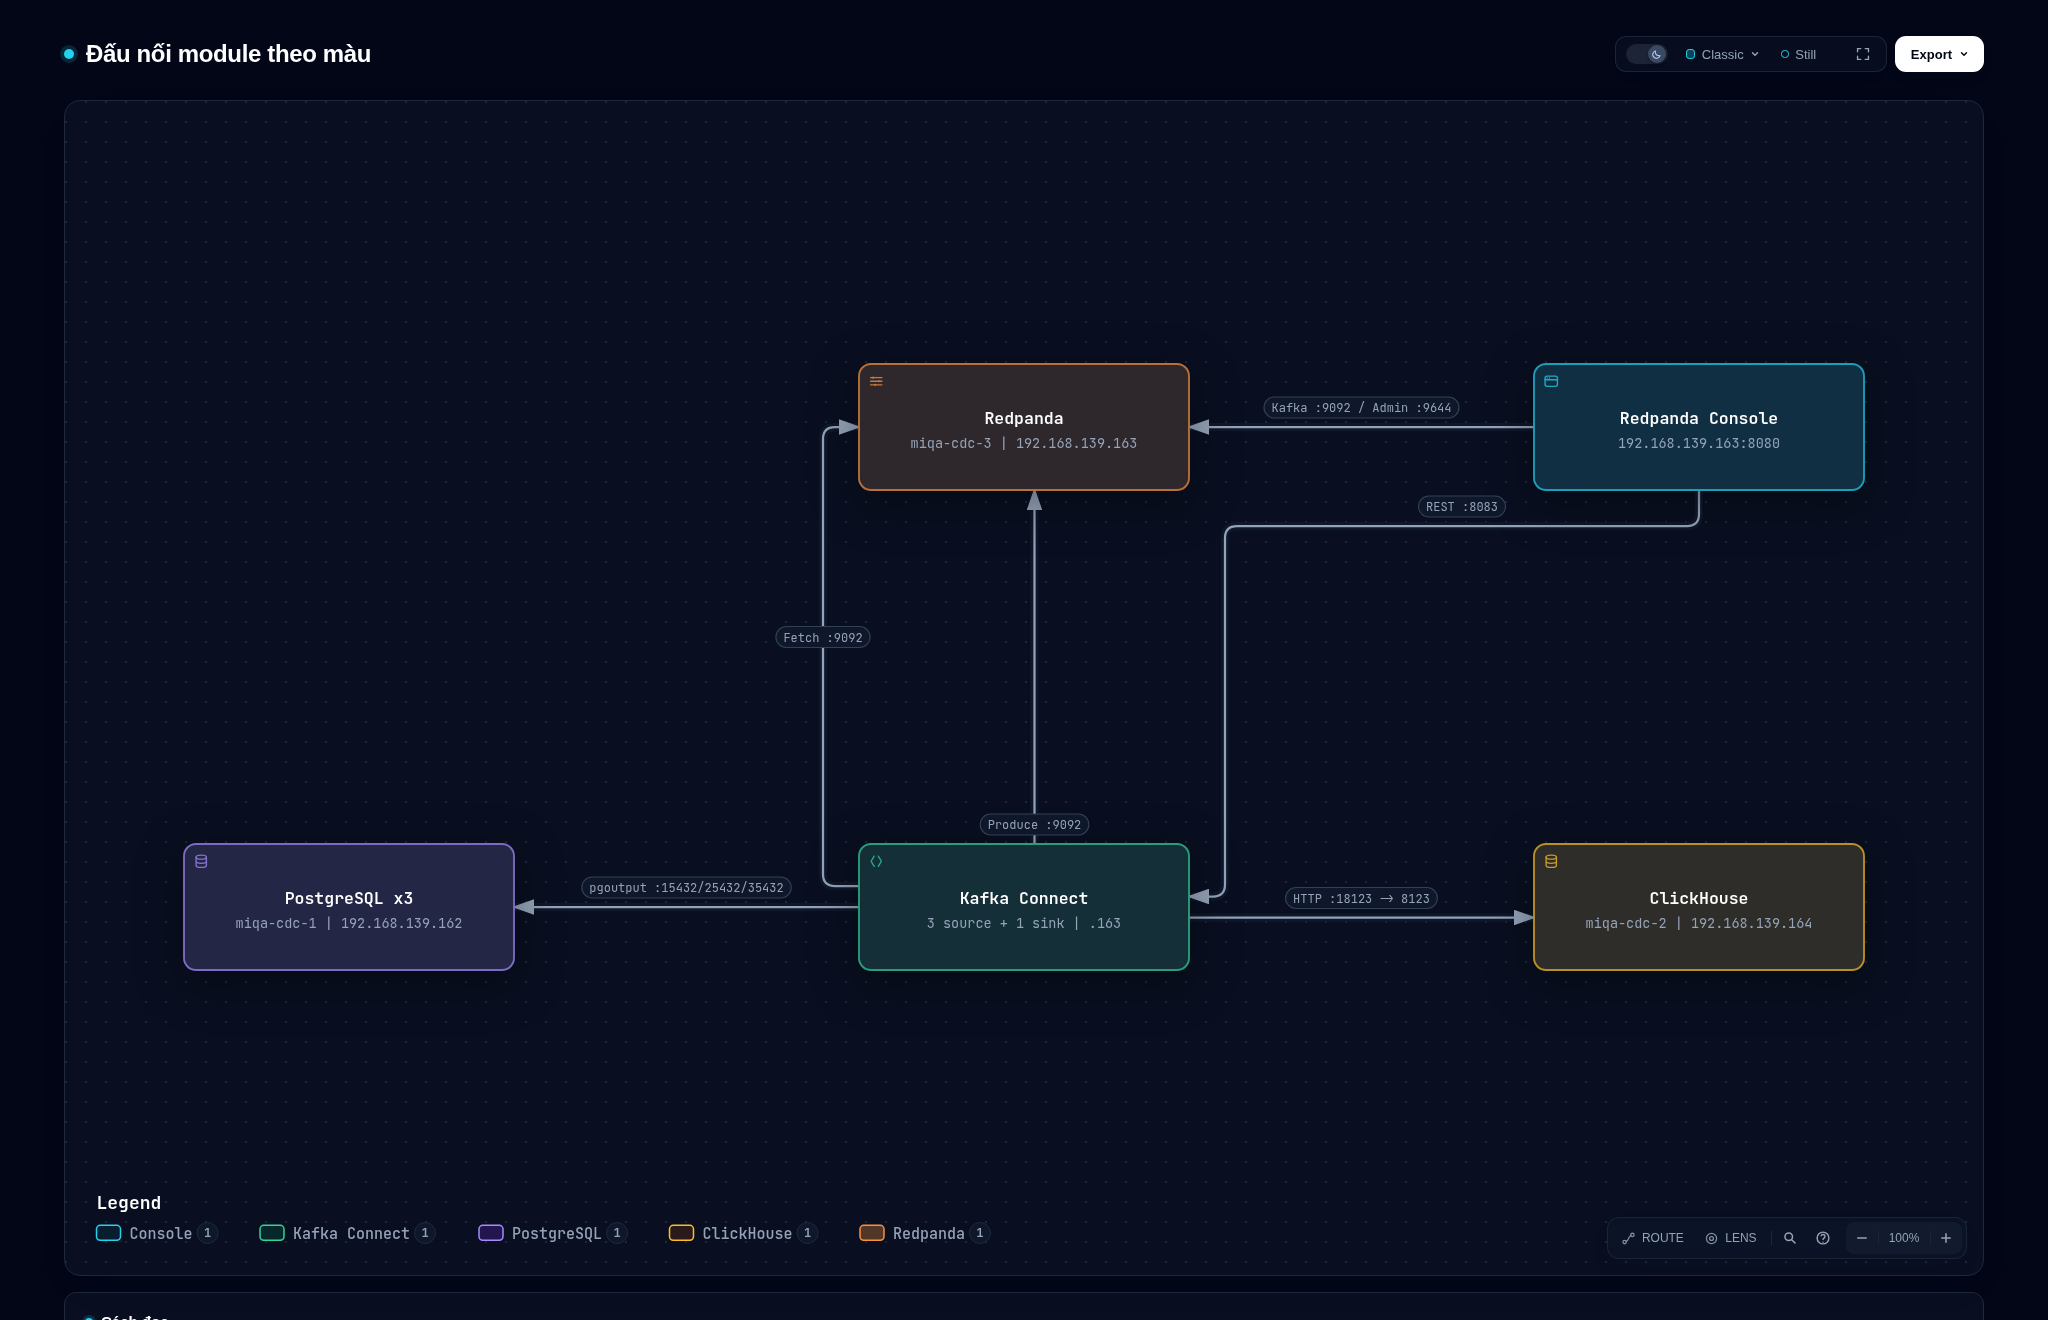 Đấu nối module theo màu
Classic
Still
Export
Redpanda
miqa-cdc-3 | 192.168.139.163
Kafka :9092 / Admin :9644
Redpanda Console
192.168.139.163:8080
REST :8083
Fetch :9092
Produce :9092
PostgreSQL x3
miqa-cdc-1 | 192.168.139.162
pgoutput :15432/25432/35432
Kafka Connect
3 source + 1 sink | .163
HTTP :18123 → 8123
ClickHouse
miqa-cdc-2 | 192.168.139.164
Legend
Console 1
Kafka Connect 1
PostgreSQL 1
ClickHouse 1
Redpanda 1
ROUTE
LENS
100%
Cách đọc